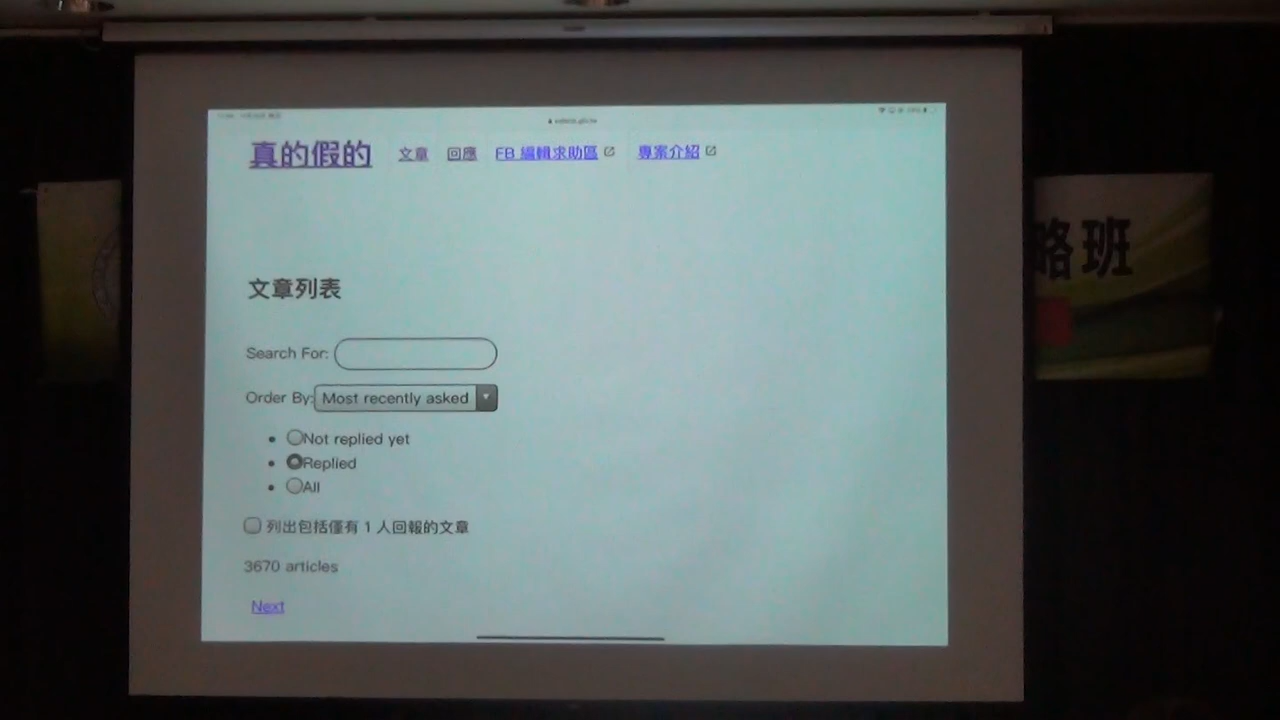 真的假的 文章 回應 FB 編輯求助區 專案介紹
文章列表
Search For:
Order By: Most recently asked
Not replied yet
Replied
All
列出包括僅有 1 人回報的文章
3670 articles
Next
略班